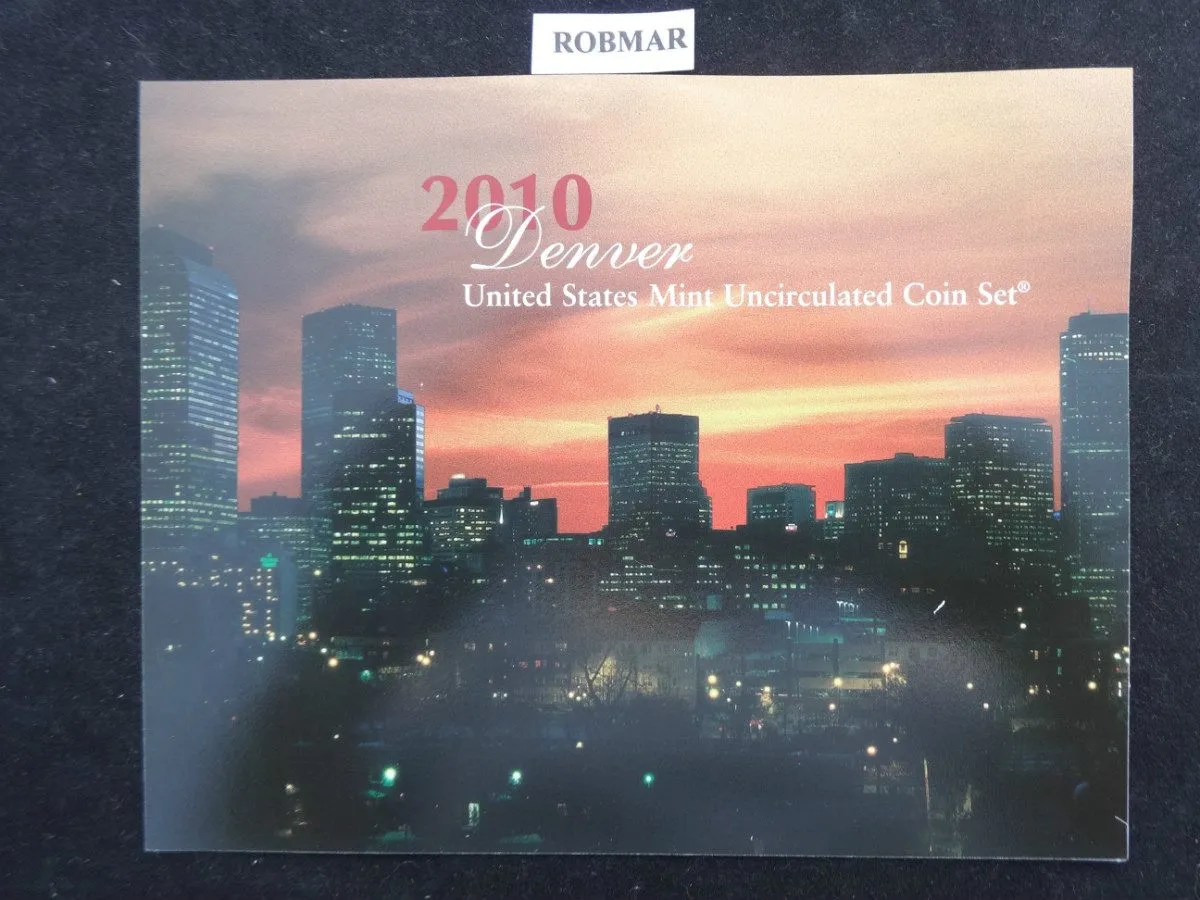 ROBMAR
2010
Denver
United States Mint Uncirculated Coin Set®